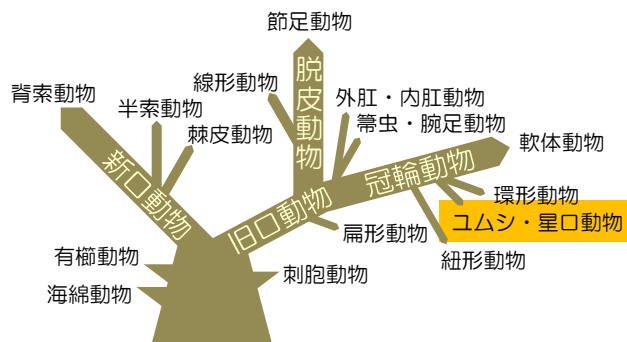 節足動物
脱皮動物
線形動物
背索動物
半索動物
棘皮動物
新口動物
外肛・内肛動物
箒虫・腕足動物
軟体動物
冠輪動物
旧口動物
環形動物
ユムシ・星口動物
扁形動物
紐形動物
有櫛動物
海綿動物
刺胞動物